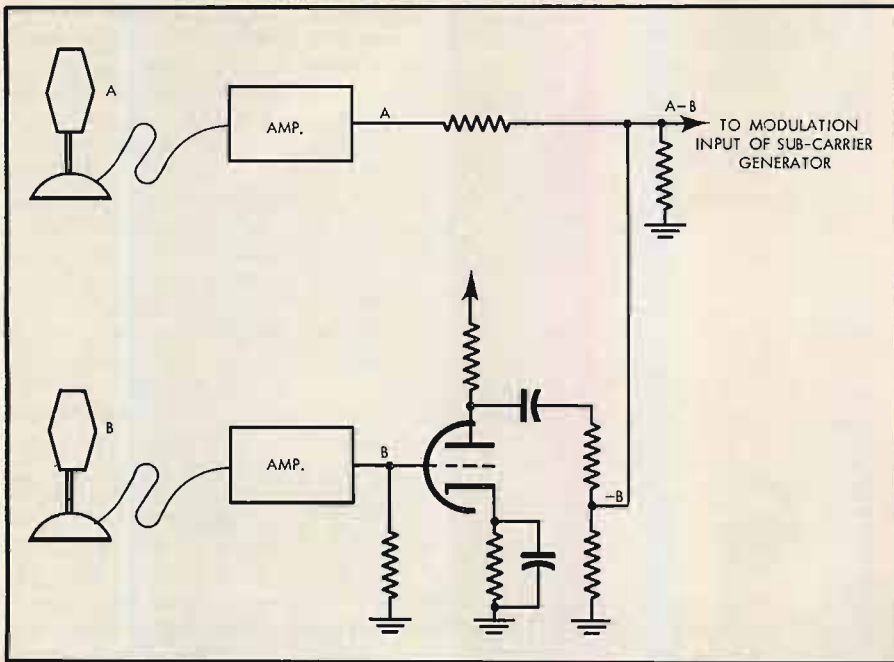 A
AMP.
A
A-B
TO MODULATION
INPUT OF SUB-CARRIER
GENERATOR
B
AMP.
B
-B